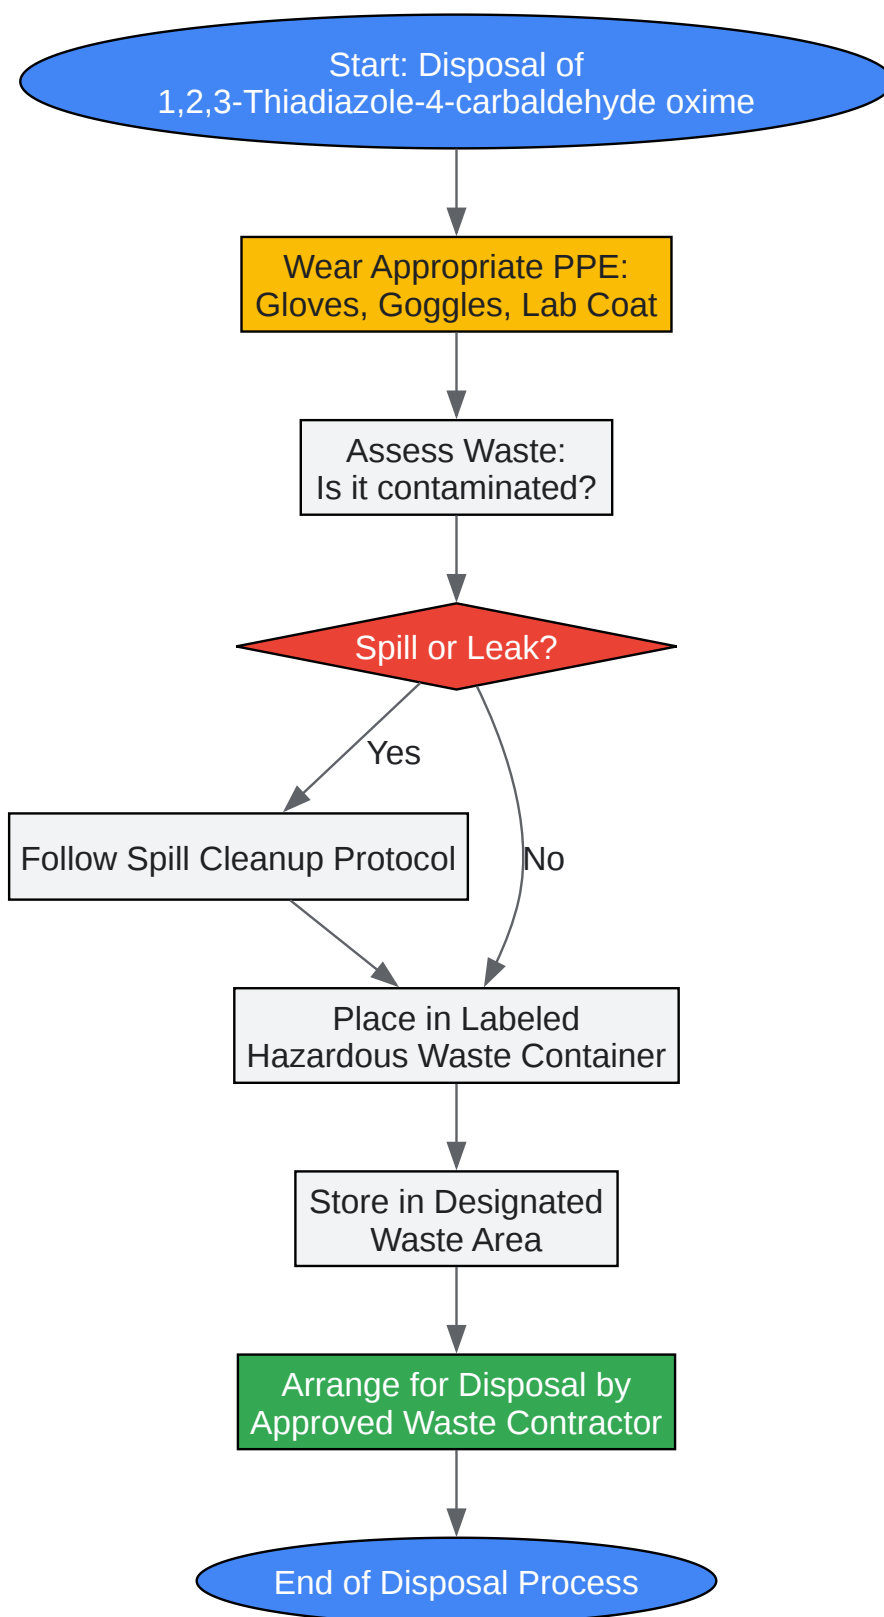 Start: Disposal of
1,2,3-Thiadiazole-4-carbaldehyde oxime
Wear Appropriate PPE:
Gloves, Goggles, Lab Coat
Assess Waste:
Is it contaminated?
Spill or Leak?
Yes
Follow Spill Cleanup Protocol
No
Place in Labeled
Hazardous Waste Container
Store in Designated
Waste Area
Arrange for Disposal by
Approved Waste Contractor
End of Disposal Process